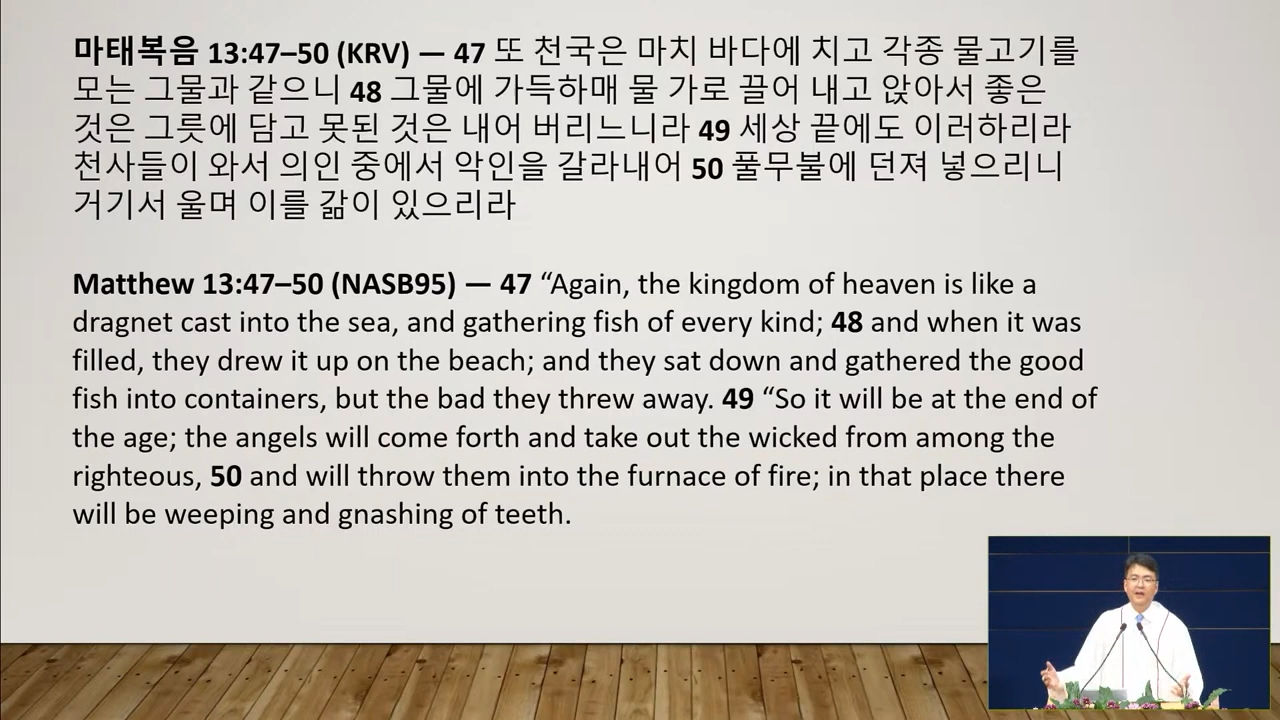 마태복음 13:47–50 (KRV) — 47 또 천국은 마치 바다에 치고 각종 물고기를
모는 그물과 같으니 48 그물에 가득하매 물 가로 끌어 내고 앉아서 좋은
것은 그릇에 담고 못된 것은 내어 버리느니라 49 세상 끝에도 이러하리라
천사들이 와서 의인 중에서 악인을 갈라내어 50 풀무불에 던져 넣으리니
거기서 울며 이를 갊이 있으리라
Matthew 13:47–50 (NASB95) — 47 “Again, the kingdom of heaven is like a
dragnet cast into the sea, and gathering fish of every kind; 48 and when it was
filled, they drew it up on the beach; and they sat down and gathered the good
fish into containers, but the bad they threw away. 49 “So it will be at the end of
the age; the angels will come forth and take out the wicked from among the
righteous, 50 and will throw them into the furnace of fire; in that place there
will be weeping and gnashing of teeth.